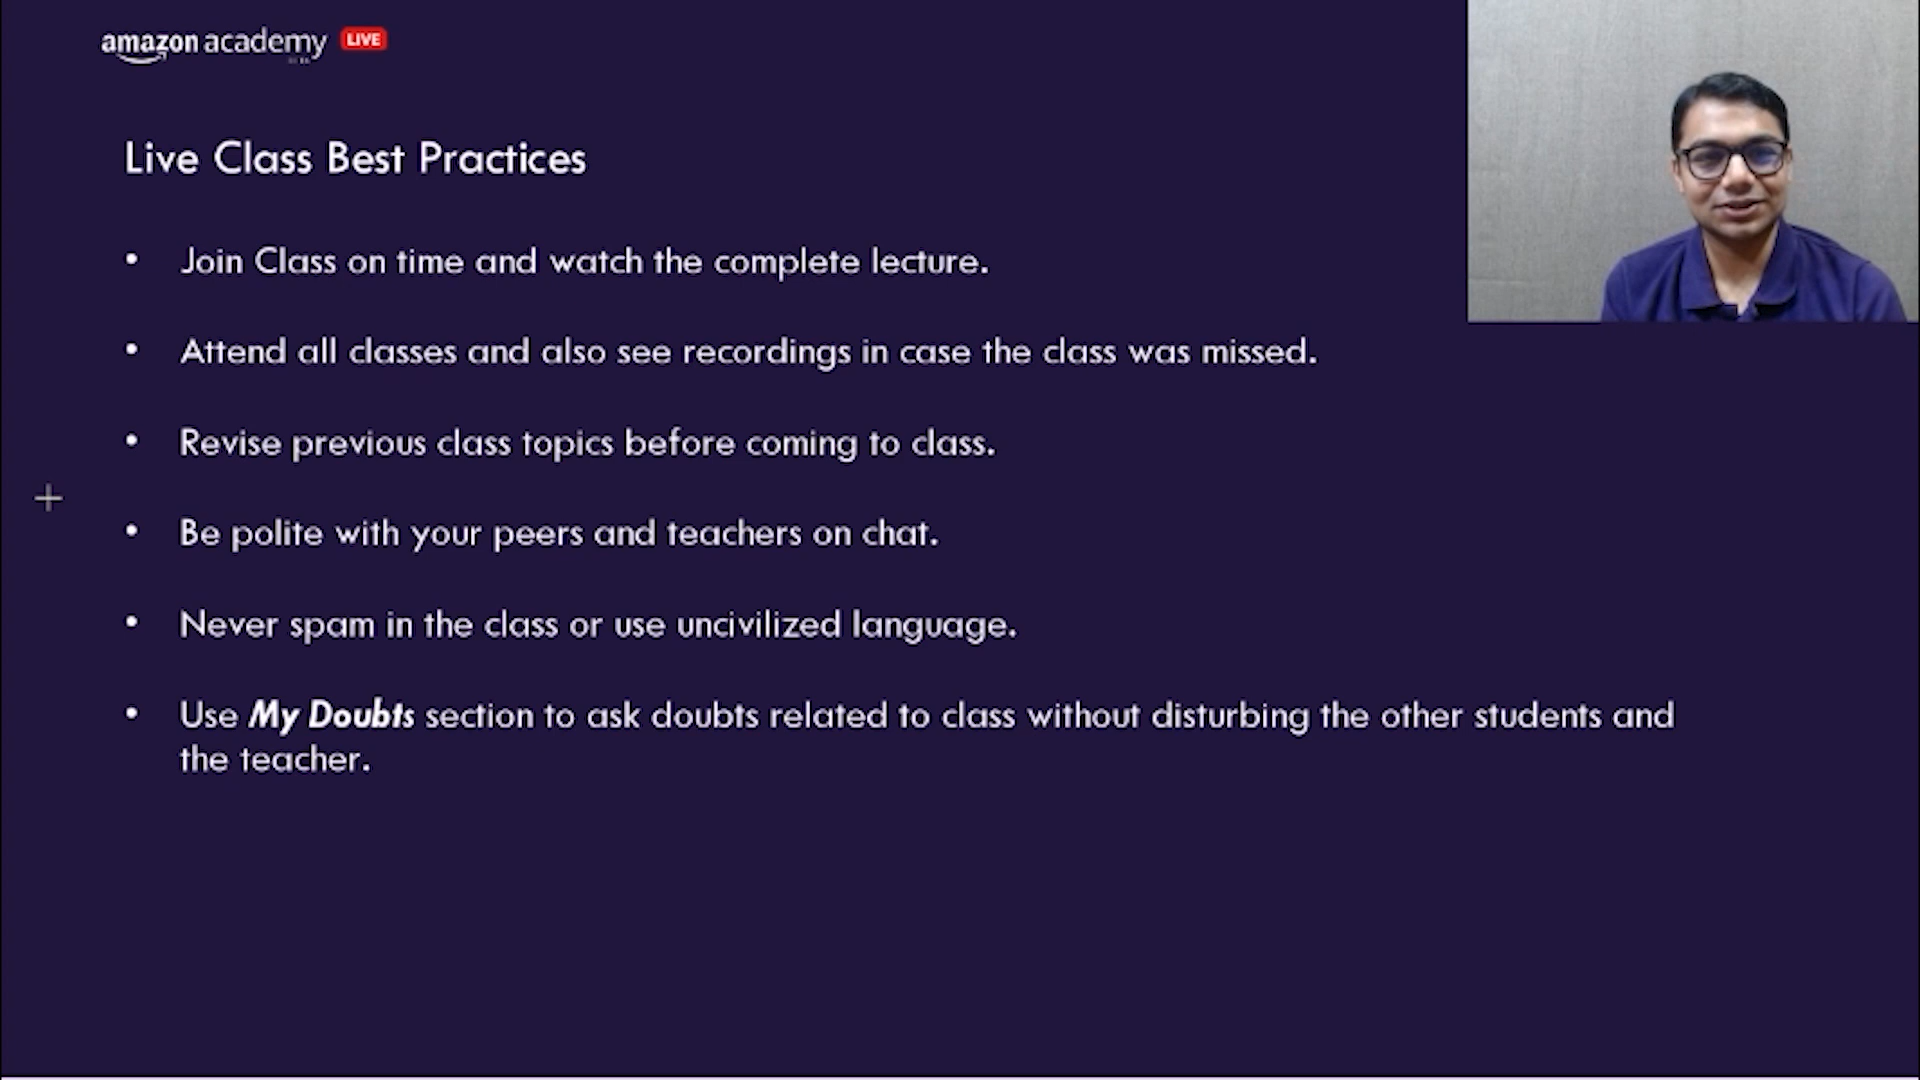 amazon academy LIVE
Live Class Best Practices
• Join Class on time and watch the complete lecture.
• Attend all classes and also see recordings in case the class was missed.
• Revise previous class topics before coming to class.
• Be polite with your peers and teachers on chat.
• Never spam in the class or use uncivilized language.
• Use My Doubts section to ask doubts related to class without disturbing the other students and
the teacher.